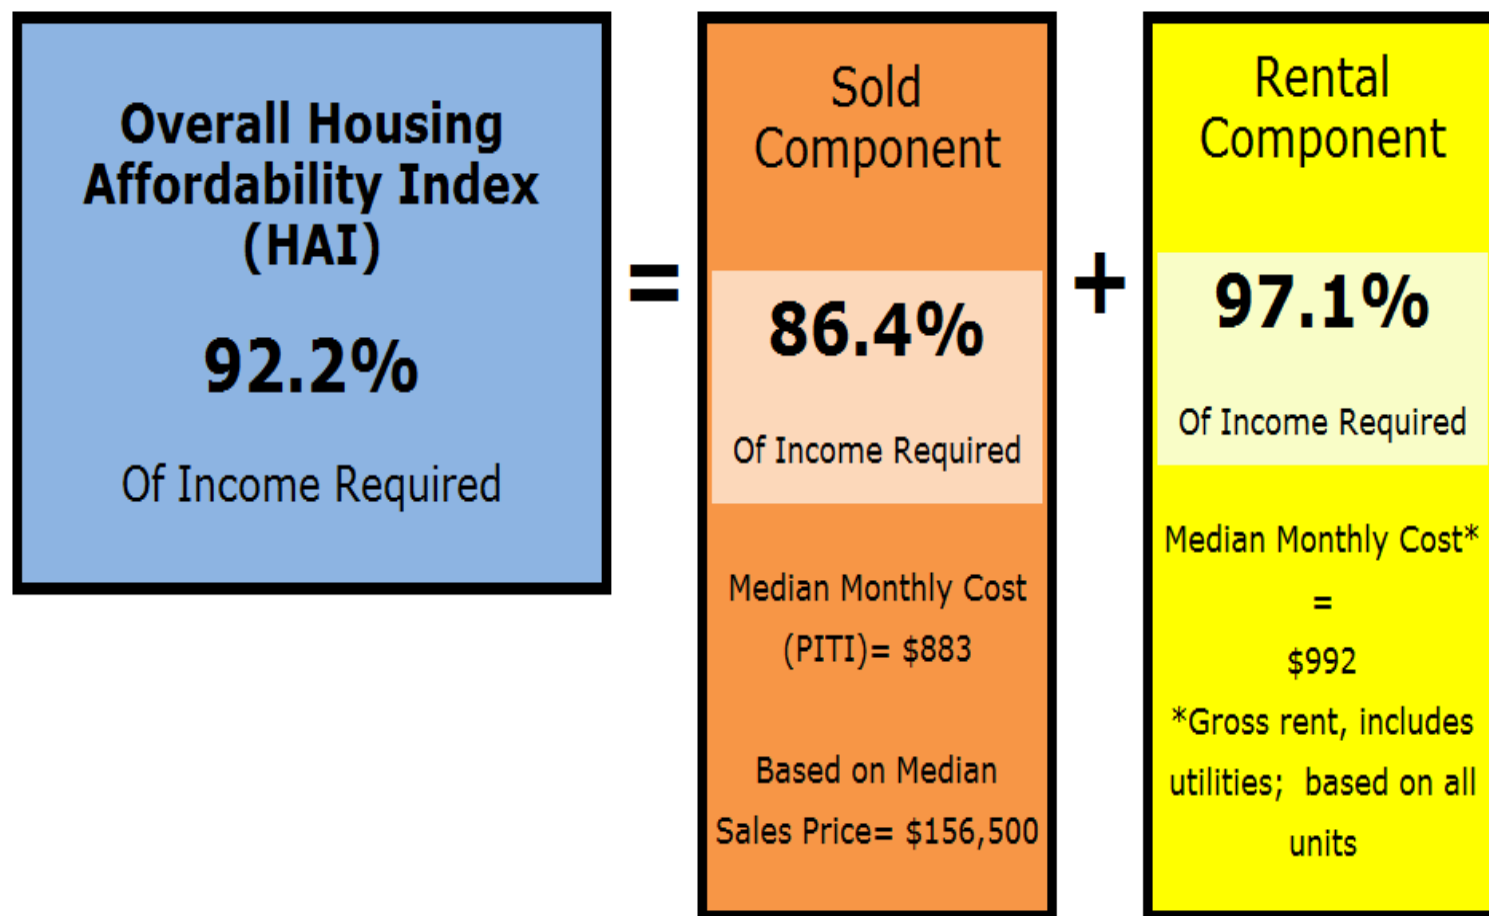 Overall Housing
Affordability Index
(HAI)
92.2%
Of Income Required
=
Sold
Component
86.4%
Of Income Required
Median Monthly Cost
(PITI)= $883
Based on Median
Sales Price= $156,500
+
Rental
Component
97.1%
Of Income Required
Median Monthly Cost*
=
$992
*Gross rent, includes
utilities;  based on all
units